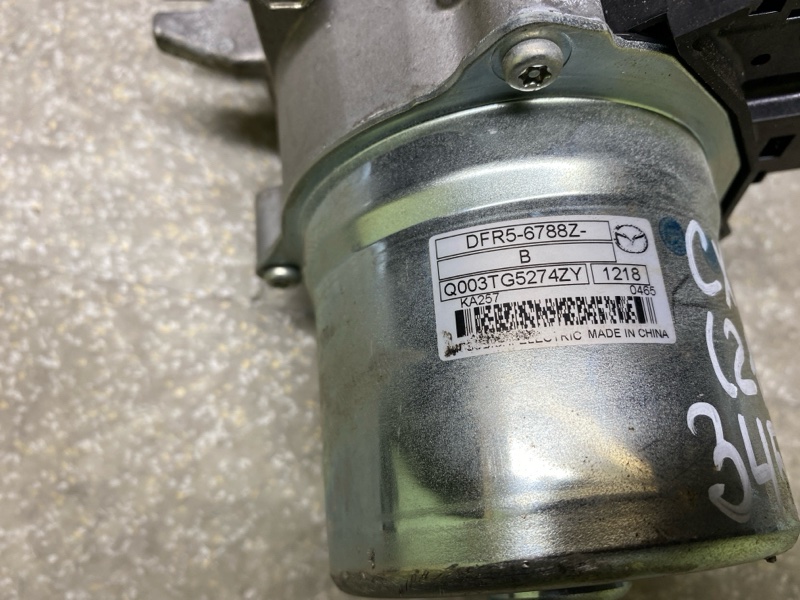 DFR5-6788Z-
B
Q003TG5274ZY 1218
KA257 0465
ELECTRIC MADE IN CHINA